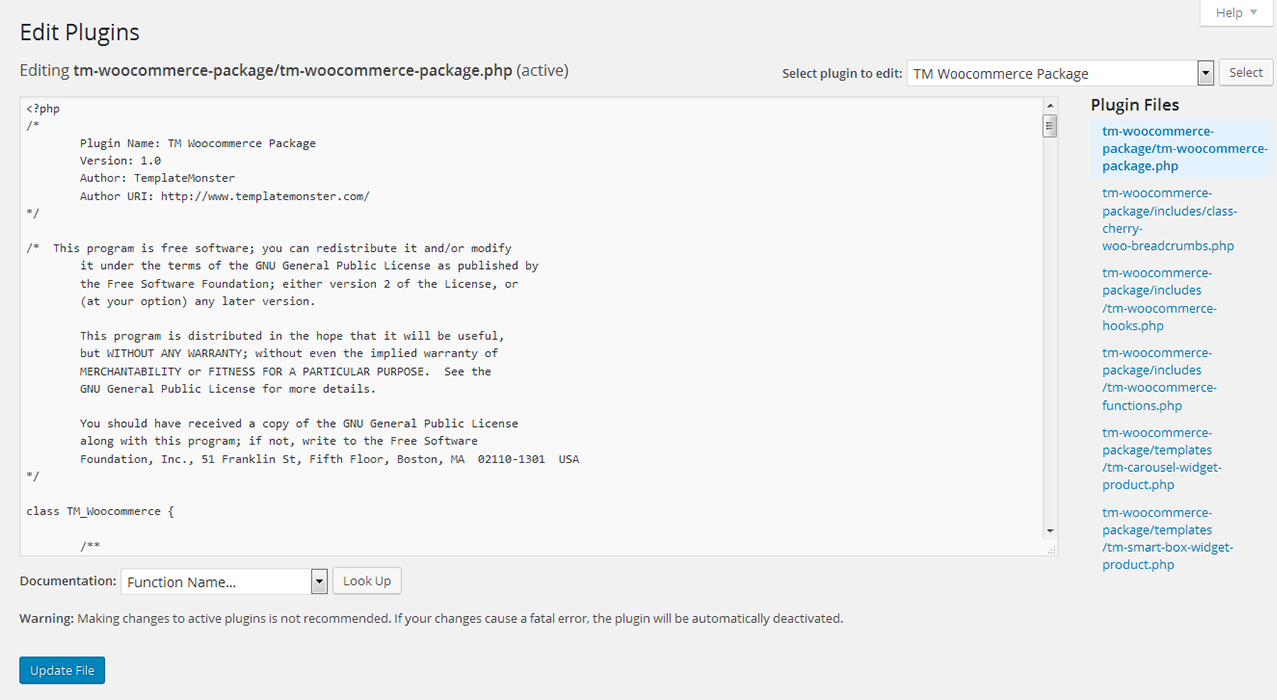 Help
Edit Plugins
Editing tm-woocommerce-package/tm-woocommerce-package.php (active)
Select plugin to edit: TM Woocommerce Package Select
<?php
/*
Plugin Name: TM Woocommerce Package
Version: 1.0
Author: TemplateMonster
Author URI: http://www.templatemonster.com/
*/
/*  This program is free software; you can redistribute it and/or modify
it under the terms of the GNU General Public License as published by
the Free Software Foundation; either version 2 of the License, or
(at your option) any later version.
This program is distributed in the hope that it will be useful,
but WITHOUT ANY WARRANTY; without even the implied warranty of
MERCHANTABILITY or FITNESS FOR A PARTICULAR PURPOSE.  See the
GNU General Public License for more details.
You should have received a copy of the GNU General Public License
along with this program; if not, write to the Free Software
Foundation, Inc., 51 Franklin St, Fifth Floor, Boston, MA  02110-1301  USA
*/
class TM_Woocommerce {
/**
Plugin Files
tm-woocommerce-
package/tm-woocommerce-
package.php
tm-woocommerce-
package/includes/class-
cherry-
woo-breadcrumbs.php
tm-woocommerce-
package/includes
/tm-woocommerce-
hooks.php
tm-woocommerce-
package/includes
/tm-woocommerce-
functions.php
tm-woocommerce-
package/templates
/tm-carousel-widget-
product.php
tm-woocommerce-
package/templates
/tm-smart-box-widget-
product.php
Documentation: Function Name... Look Up
Warning: Making changes to active plugins is not recommended. If your changes cause a fatal error, the plugin will be automatically deactivated.
Update File